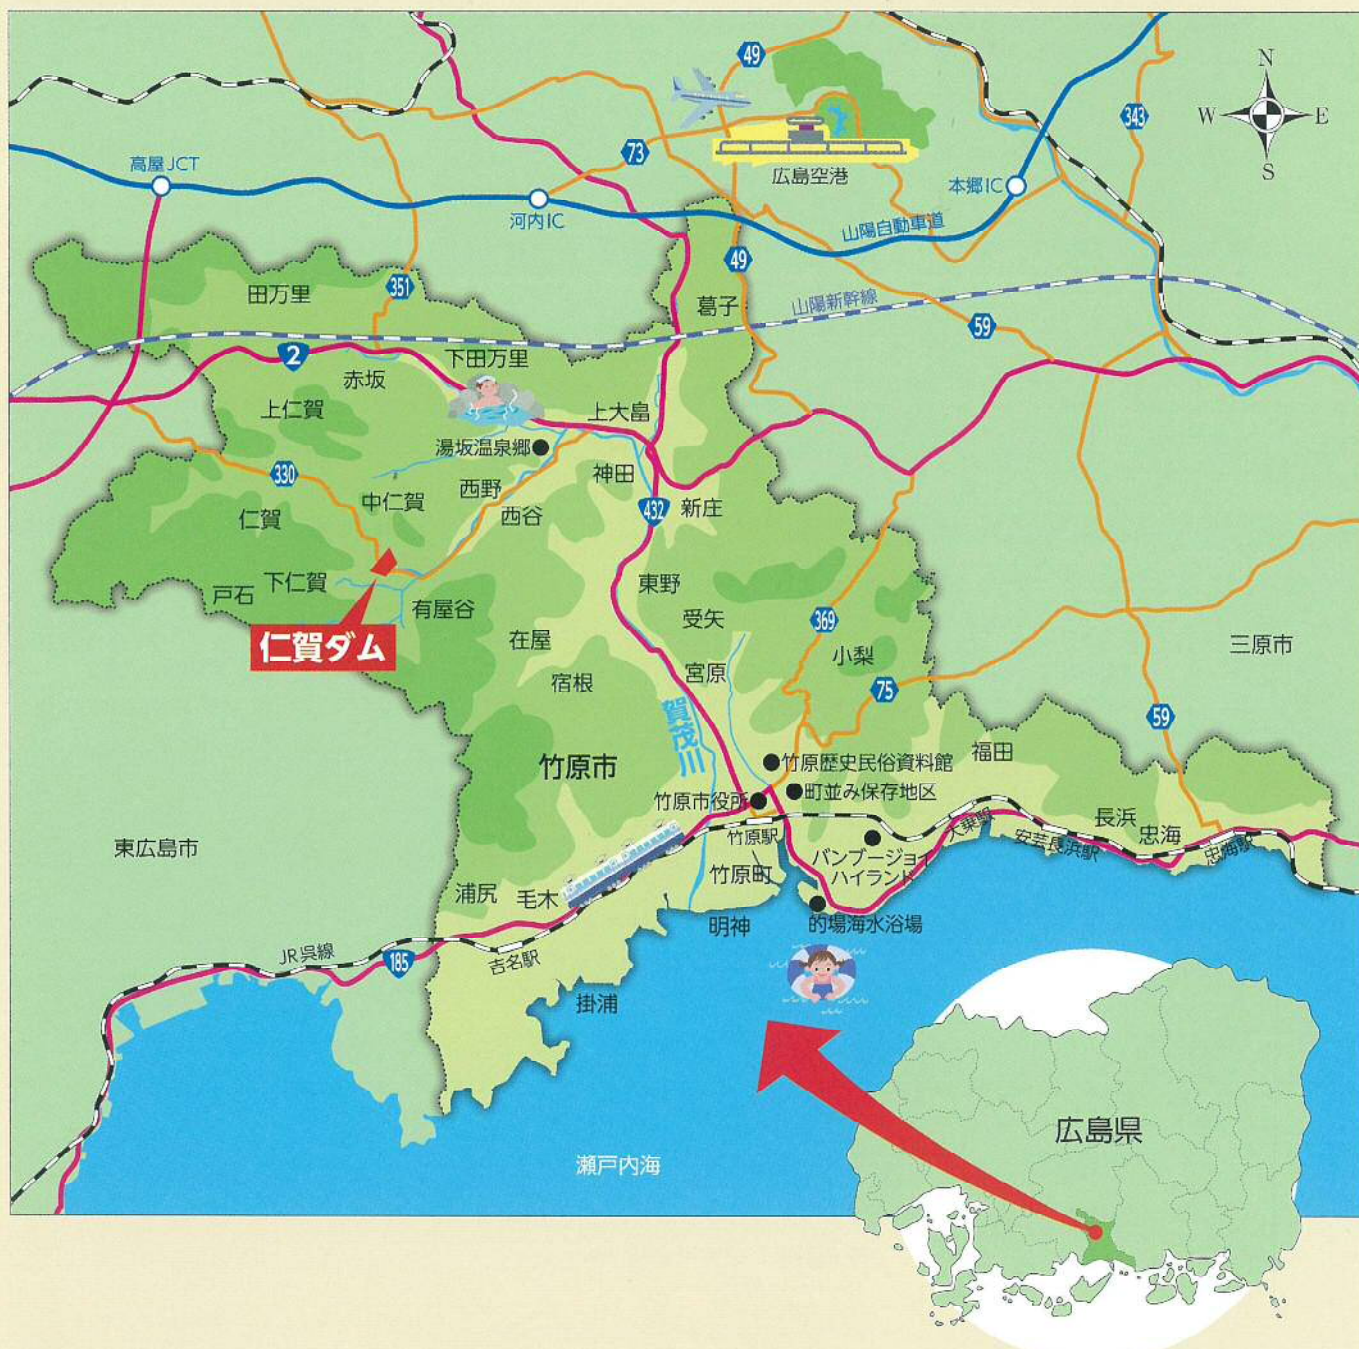 N
W
E
S
49
343
73
高屋JCT
広島空港
本郷IC
河内IC
山陽自動車道
49
351
田万里
葛子
山陽新幹線
59
2
下田万里
赤坂
上仁賀
上大畠
湯坂温泉郷
330
神田
西野
中仁賀
432
新庄
西谷
仁賀
東野
下仁賀
戸石
有屋谷
受矢
369
仁賀ダム
在屋
小梨
三原市
宮原
宿根
75
賀茂川
59
福田
竹原市
竹原歴史民俗資料館
町並み保存地区
竹原市役所
長浜
忠海
大乗駅
竹原駅
安芸長浜駅
忠海駅
東広島市
バンブージョイ
ハイランド
竹原町
浦尻
毛木
的場海水浴場
明神
JR呉線
185
吉名駅
掛浦
広島県
瀬戸内海